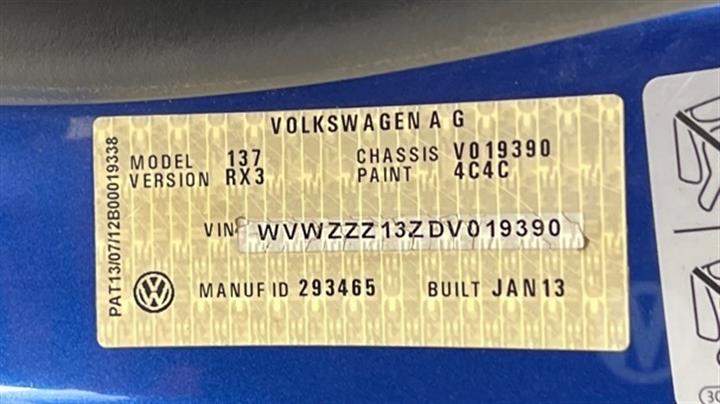 VOLKSWAGEN A G
MODEL 137 CHASSIS V019390
VERSION RX3 PAINT 4C4C
VIN WVWZZZ13ZDV019390
MANUF ID 293465 BUILT JAN13
PAT13/07/12B00019338